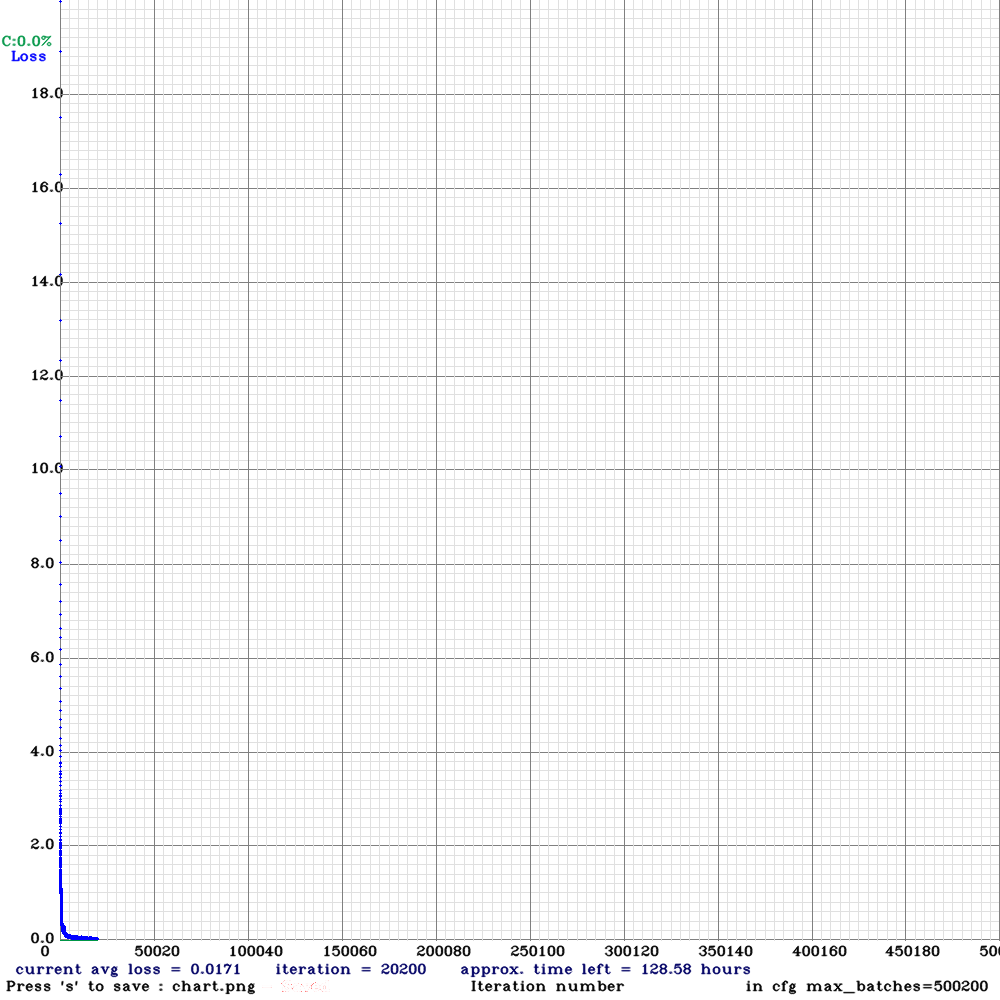 C:0.0%
Loss
18.0
16.0
14.0
12.0
10.0
8.0
6.0
4.0
2.0
0.0
0 50020 100040 150060 200080 250100 300120 350140 400160 450180 500
current avg loss = 0.0171 iteration = 20200 approx. time left = 128.58 hours
Press 's' to save : chart.png Iteration number in cfg max_batches=500200